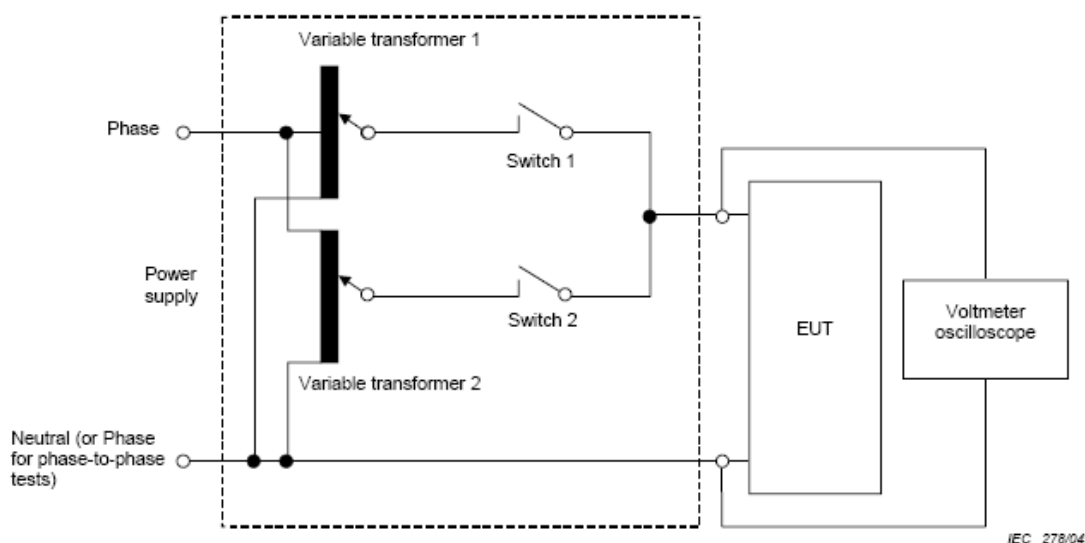 Variable transformer 1
Phase
Switch 1
Power
supply
Switch 2
EUT
Voltmeter
oscilloscope
Variable transformer 2
Neutral (or Phase
for phase-to-phase
tests)
IEC 278/04